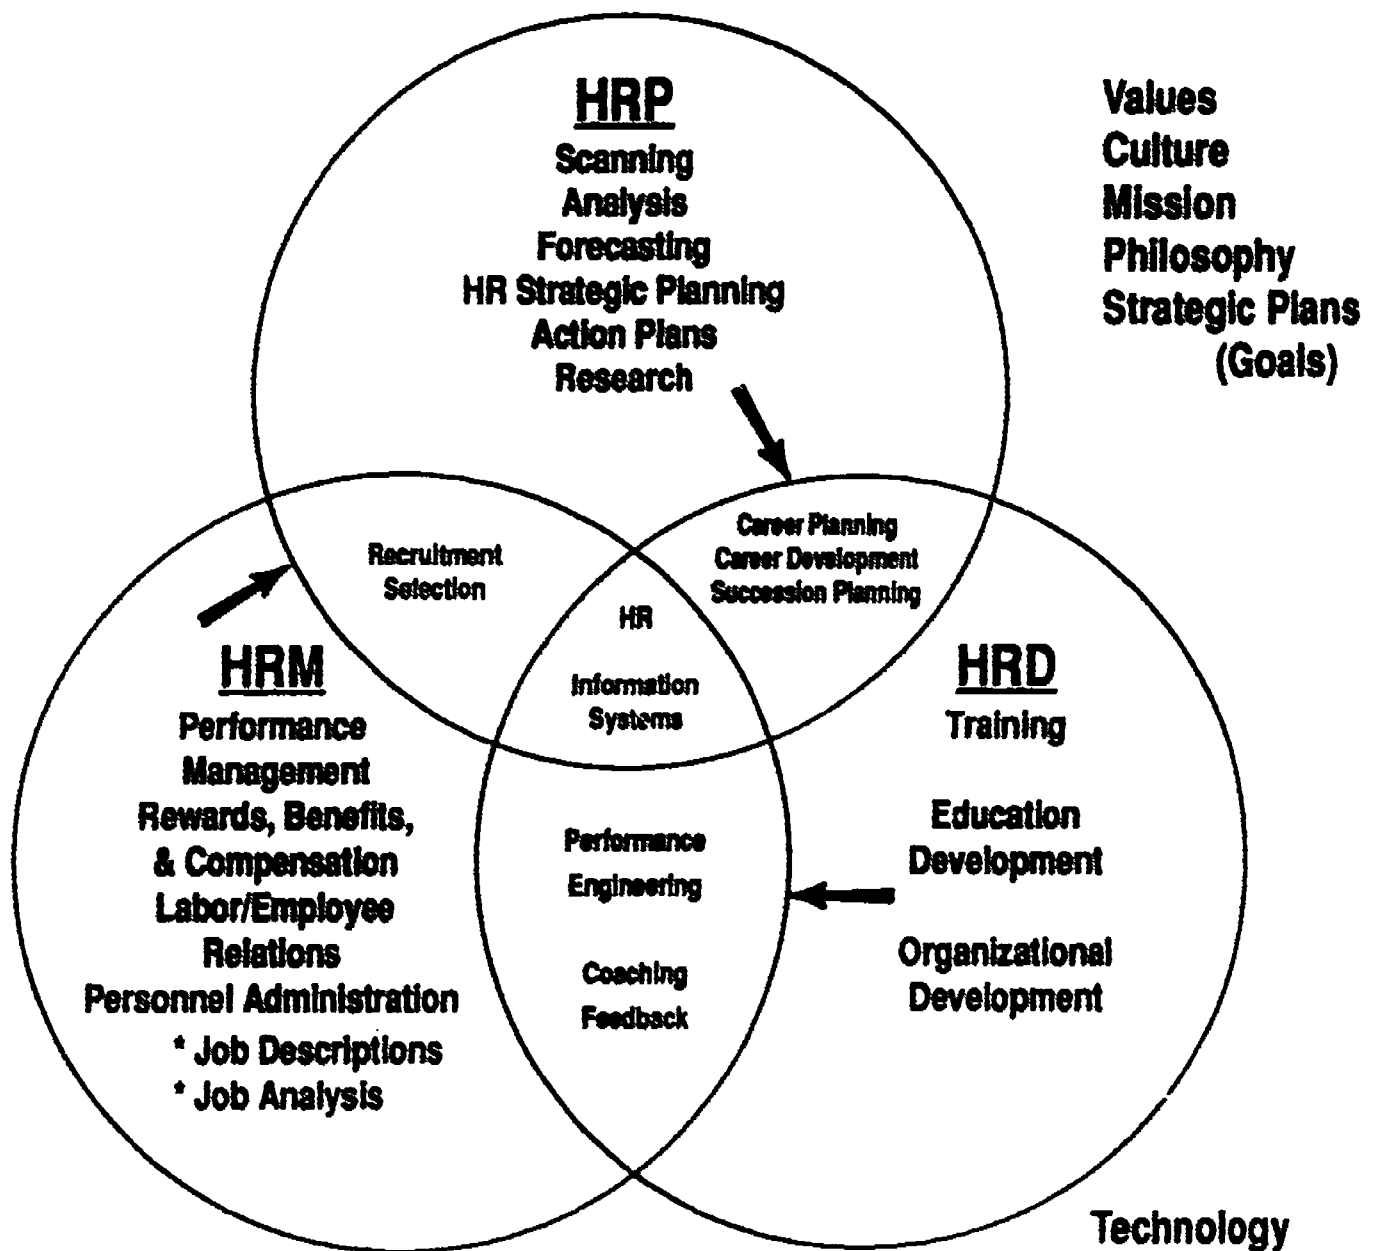 HRP
Scanning
Analysis
Forecasting
HR Strategic Planning
Action Plans
Research
Values
Culture
Mission
Philosophy
Strategic Plans
(Goals)
Recruitment
Selection
Career Planning
Career Development
Succession Planning
HR
Information
Systems
HRM
Performance
Management
Rewards, Benefits,
& Compensation
Labor/Employee
Relations
Personnel Administration
* Job Descriptions
* Job Analysis
Performance
Engineering
Coaching
Feedback
HRD
Training
Education
Development
Organizational
Development
Technology